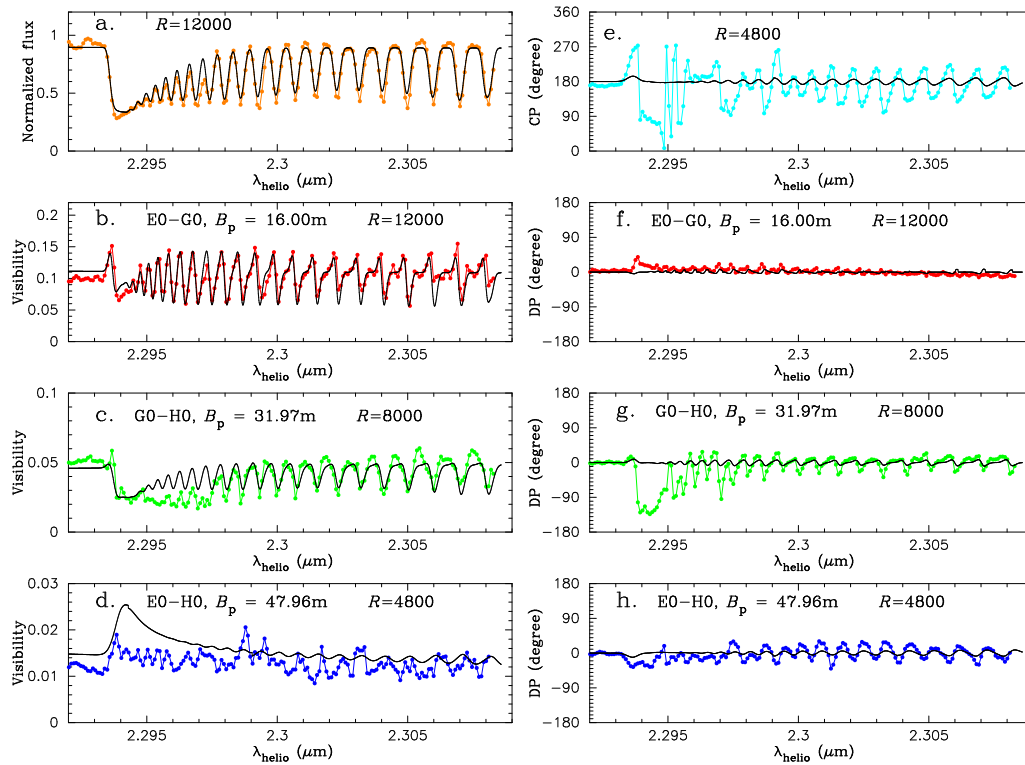 a. R=12000
Normalized flux
1
0.5
0
2.295 2.3 2.305
λhelio (μm)
b. E0−G0, Bp = 16.00m R=12000
Visibility
0.2
0.15
0.1
0.05
0
2.295 2.3 2.305
λhelio (μm)
c. G0−H0, Bp = 31.97m R=8000
Visibility
0.1
0.05
0
2.295 2.3 2.305
λhelio (μm)
d. E0−H0, Bp = 47.96m R=4800
Visibility
0.03
0.02
0.01
0
2.295 2.3 2.305
λhelio (μm)
e. R=4800
CP (degree)
360
270
180
90
0
2.295 2.3 2.305
λhelio (μm)
f. E0−G0, Bp = 16.00m R=12000
DP (degree)
180
90
0
−90
−180
2.295 2.3 2.305
λhelio (μm)
g. G0−H0, Bp = 31.97m R=8000
DP (degree)
180
90
0
−90
−180
2.295 2.3 2.305
λhelio (μm)
h. E0−H0, Bp = 47.96m R=4800
DP (degree)
180
90
0
−90
−180
2.295 2.3 2.305
λhelio (μm)